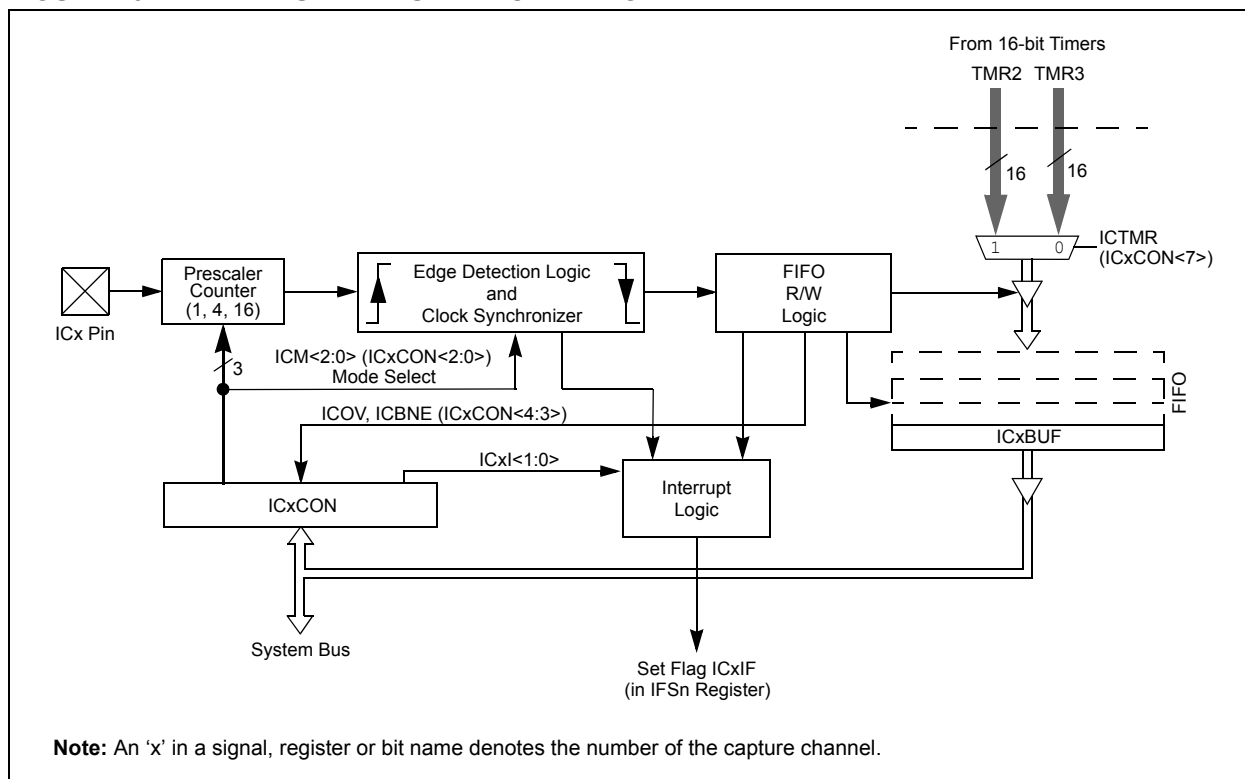 From 16-bit Timers
TMR2 TMR3
16 16
1 0
ICTMR
(ICxCON<7>)
Prescaler
Counter
(1, 4, 16)
Edge Detection Logic
and
Clock Synchronizer
FIFO
R/W
Logic
ICx Pin
3
ICM<2:0> (ICxCON<2:0>)
Mode Select
FIFO
ICOV, ICBNE (ICxCON<4:3>)
ICxBUF
ICxI<1:0>
ICxCON
Interrupt
Logic
System Bus
Set Flag ICxIF
(in IFSn Register)
Note: An ‘x’ in a signal, register or bit name denotes the number of the capture channel.